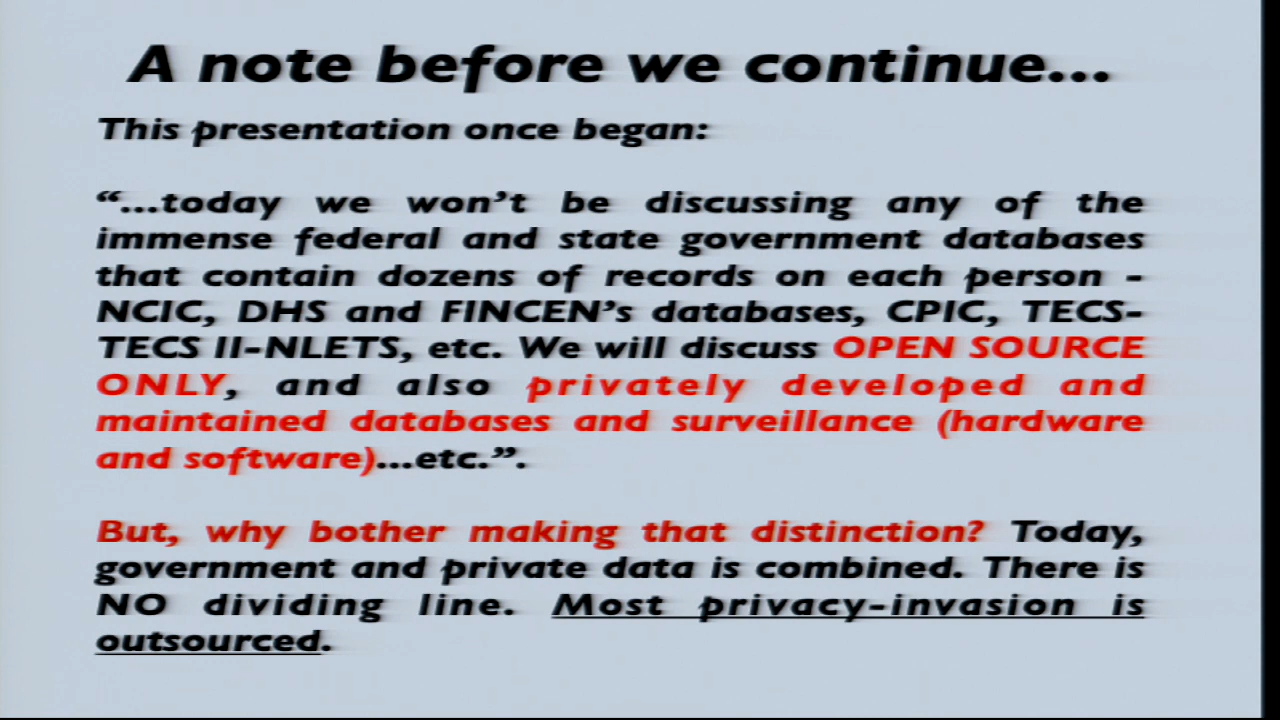 A note before we continue...
This presentation once began:
“...today we won’t be discussing any of the
immense federal and state government databases
that contain dozens of records on each person -
NCIC, DHS and FINCEN’s databases, CPIC, TECS-
TECS II-NLETS, etc. We will discuss OPEN SOURCE
ONLY, and also privately developed and
maintained databases and surveillance (hardware
and software)...etc.”.
But, why bother making that distinction? Today,
government and private data is combined. There is
NO dividing line. Most privacy-invasion is
outsourced.